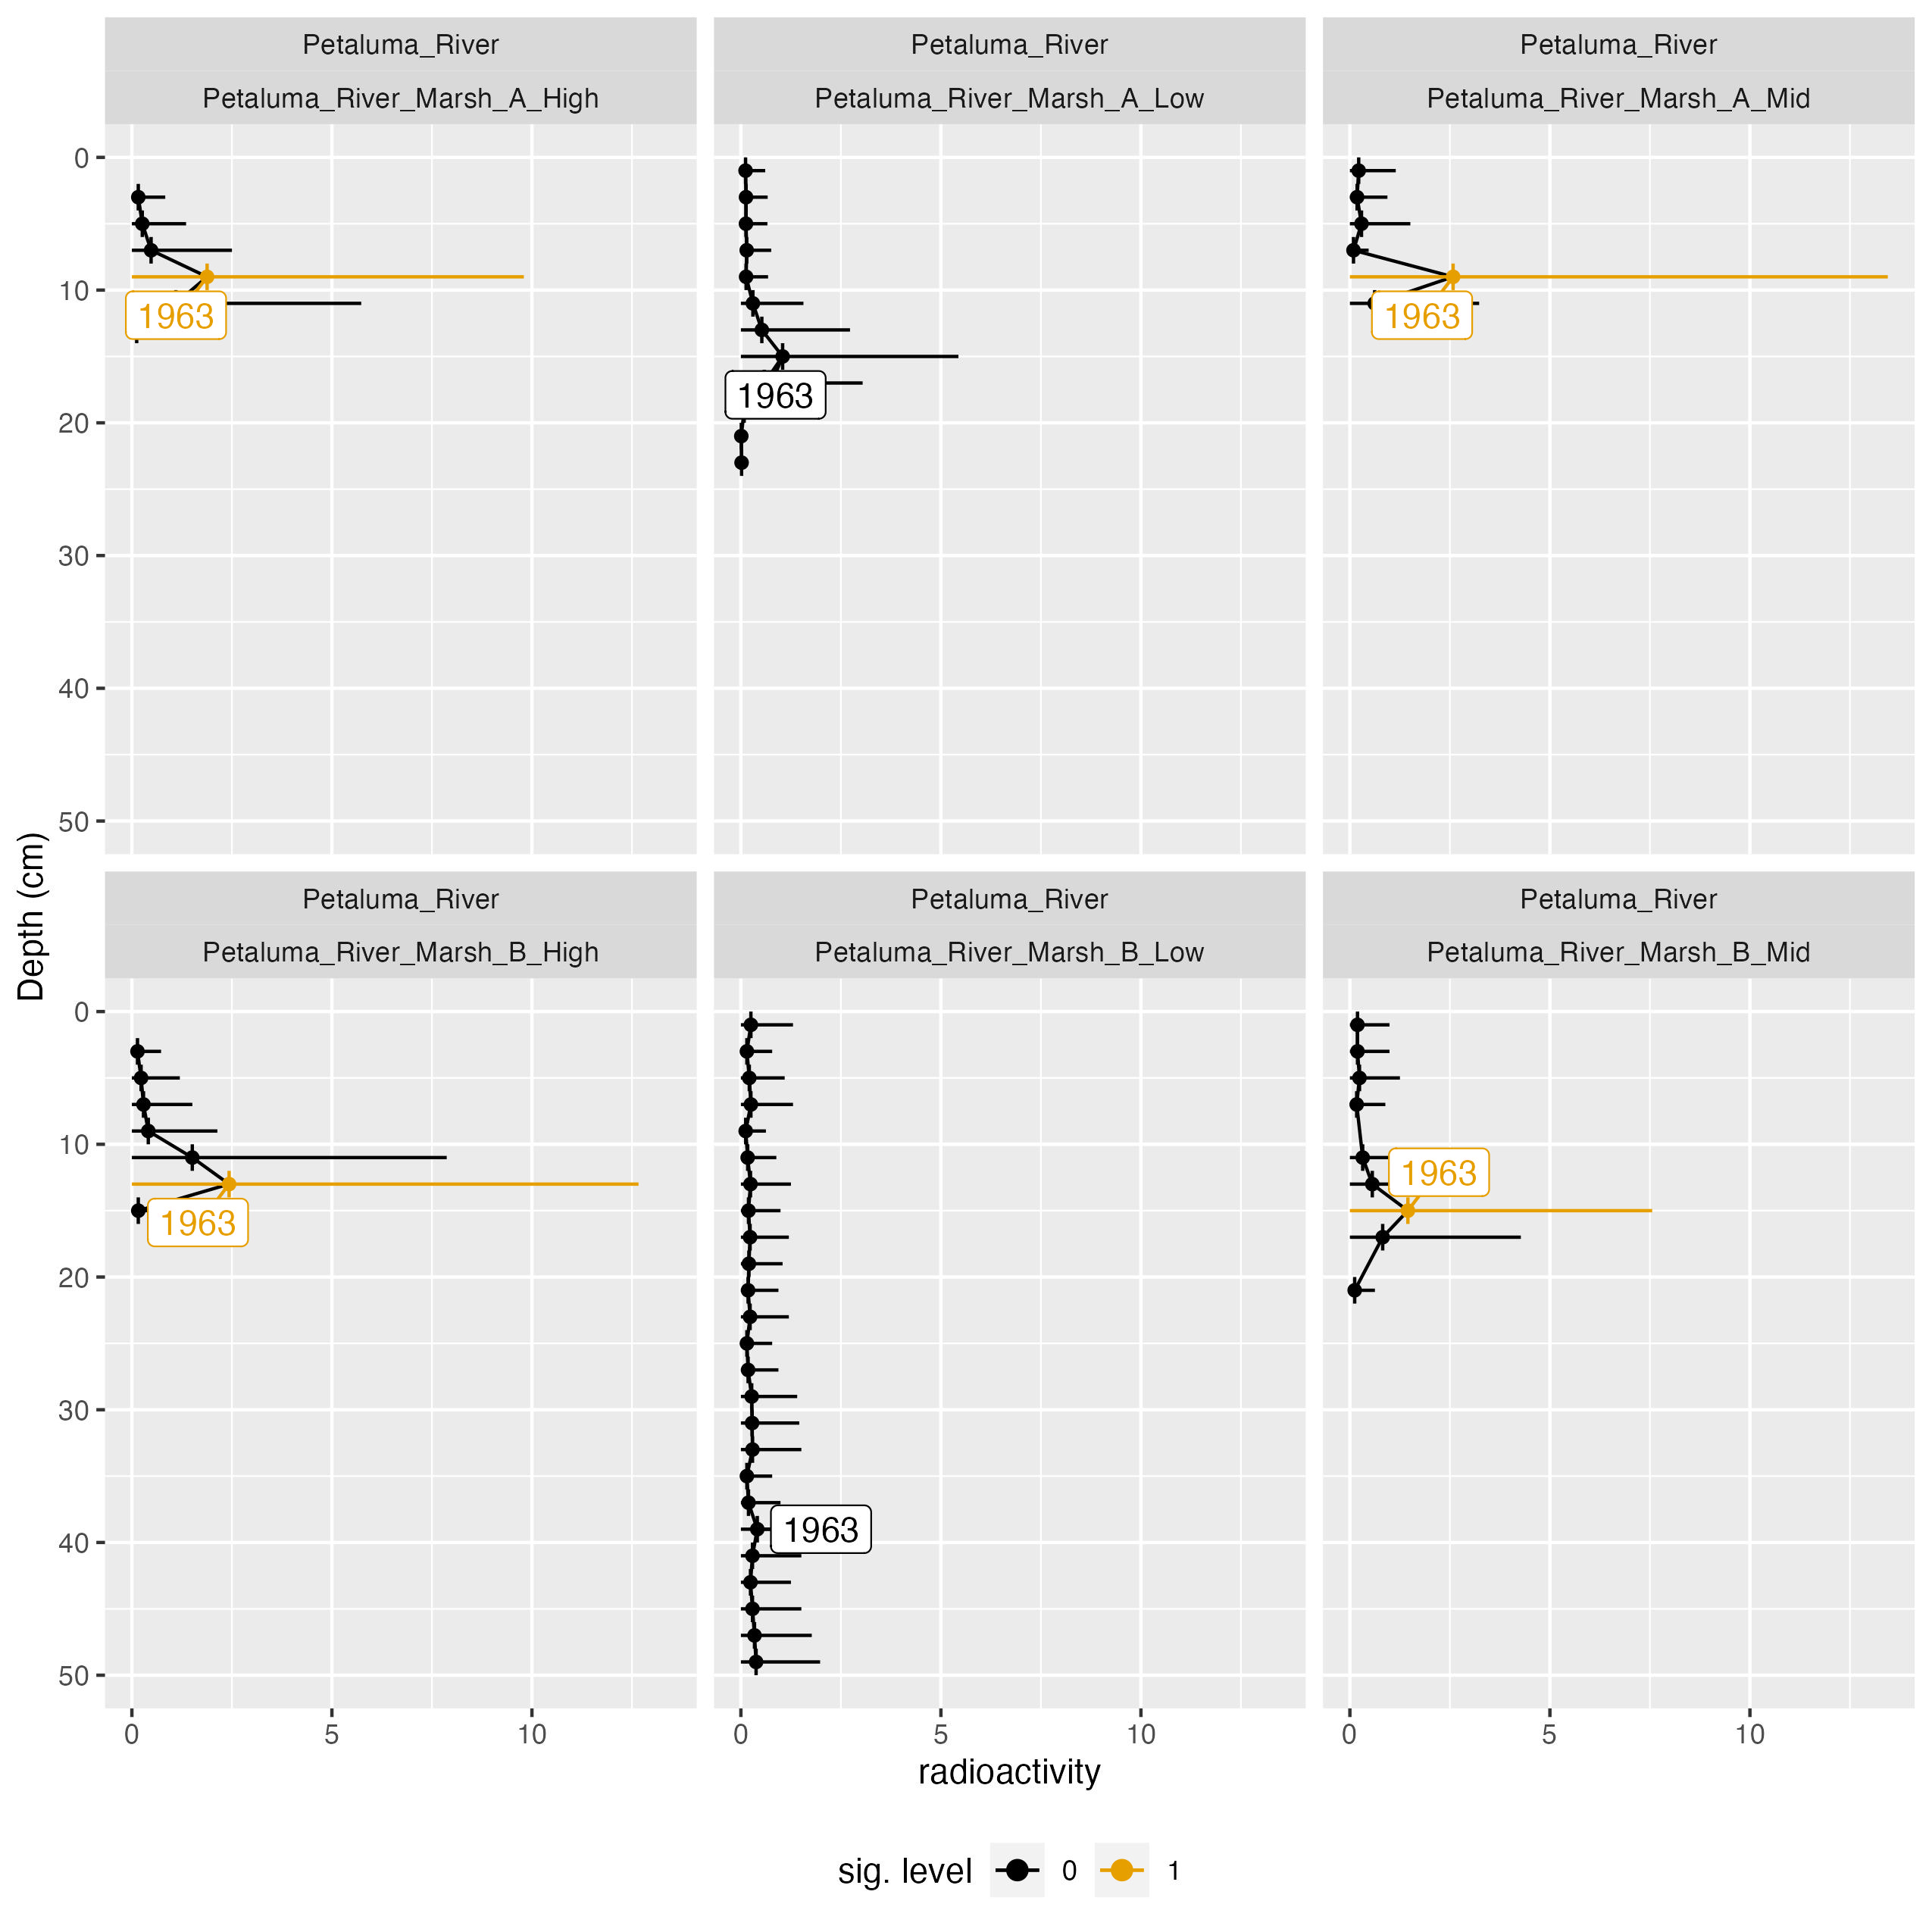 Petaluma_River Petaluma_River Petaluma_River
Petaluma_River_Marsh_A_High Petaluma_River_Marsh_A_Low Petaluma_River_Marsh_A_Mid
0
10
20
30
40
50
1963
1963
1963
Depth (cm)
Petaluma_River Petaluma_River Petaluma_River
Petaluma_River_Marsh_B_High Petaluma_River_Marsh_B_Low Petaluma_River_Marsh_B_Mid
0
10
20
30
40
50
1963
1963
1963
0 5 10 0 5 10 0 5 10
radioactivity
sig. level 0 1